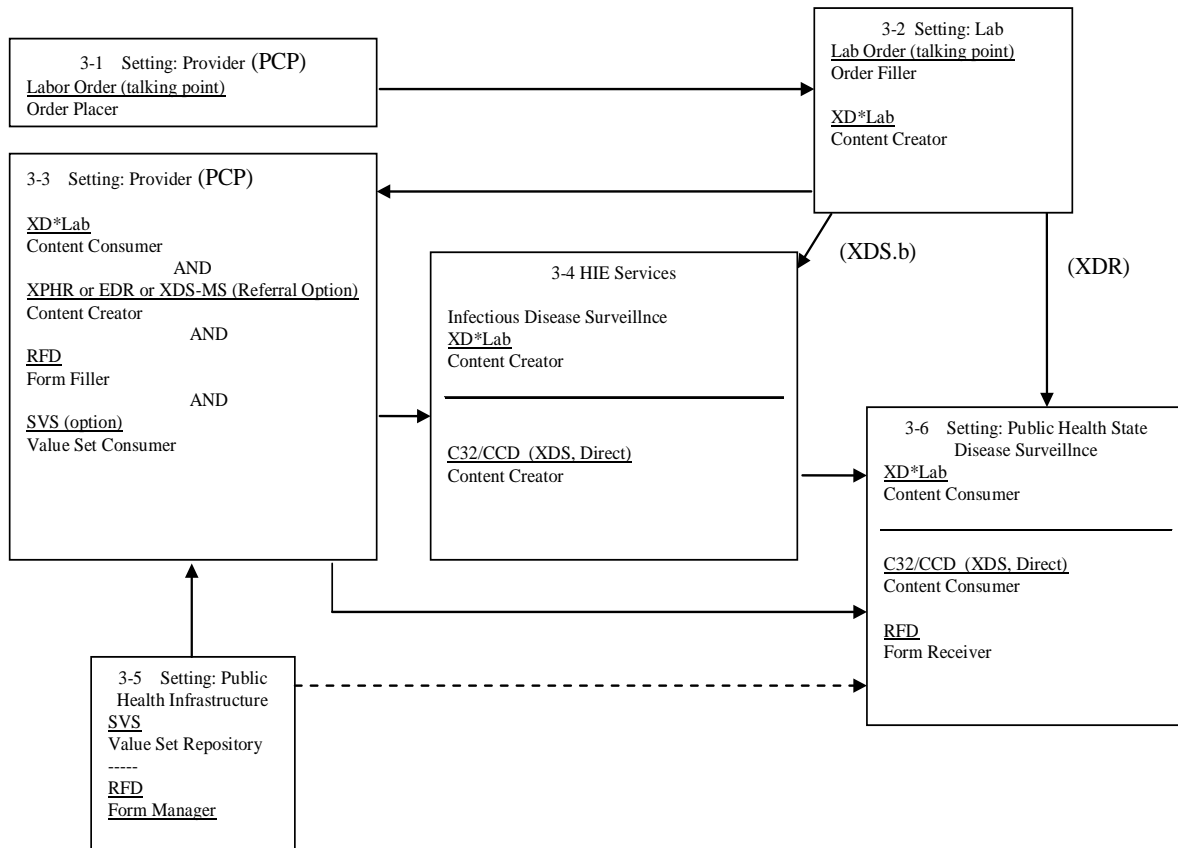 3-1 Setting: Provider (PCP)
Labor Order (talking point)
Order Placer
3-2 Setting: Lab
Lab Order (talking point)
Order Filler
XD*Lab
Content Creator
3-3 Setting: Provider (PCP)
XD*Lab
Content Consumer
AND
XPHR or EDR or XDS-MS (Referral Option)
Content Creator
AND
RFD
Form Filler
AND
SVS (option)
Value Set Consumer
(XDS.b)
(XDR)
3-4 HIE Services
Infectious Disease Surveillnce
XD*Lab
Content Creator
C32/CCD (XDS, Direct)
Content Creator
3-6 Setting: Public Health State
Disease Surveillnce
XD*Lab
Content Consumer
C32/CCD (XDS, Direct)
Content Consumer
RFD
Form Receiver
3-5 Setting: Public
Health Infrastructure
SVS
Value Set Repository
-----
RFD
Form Manager